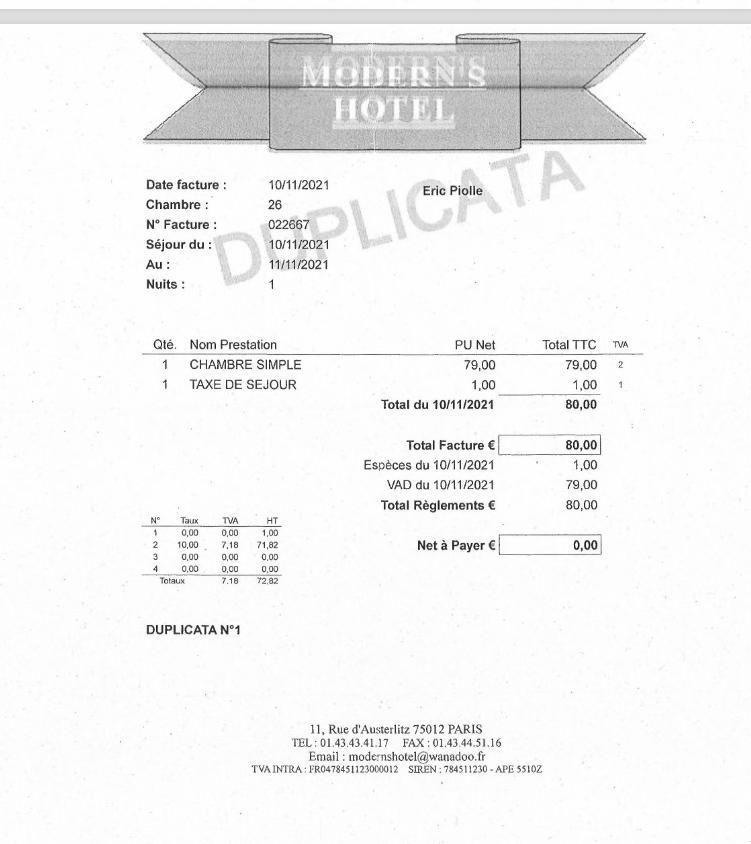 MODERN'S
HOTEL
DUPLICATA
Date facture : 10/11/2021 Eric Piolle
Chambre : 26
N° Facture : 022667
Séjour du : 10/11/2021
Au : 11/11/2021
Nuits : 1
Qté. Nom Prestation PU Net Total TTC TVA
1 CHAMBRE SIMPLE 79,00 79,00 2
1 TAXE DE SEJOUR 1,00 1,00 1
Total du 10/11/2021 80,00
Total Facture € 80,00
Espèces du 10/11/2021 1,00
VAD du 10/11/2021 79,00
Total Règlements € 80,00
Net à Payer € 0,00
N° Taux TVA HT
1 0,00 0,00 1,00
2 10,00 7,18 71,82
3 0,00 0,00 0,00
4 0,00 0,00 0,00
Totaux 7,18 72,82
DUPLICATA N°1
11, Rue d'Austerlitz 75012 PARIS
TEL : 01.43.43.41.17 FAX : 01.43.44.51.16
Email : modernshotel@wanadoo.fr
TVA INTRA : FR0478451123000012 SIREN : 784511230 - APE 5510Z